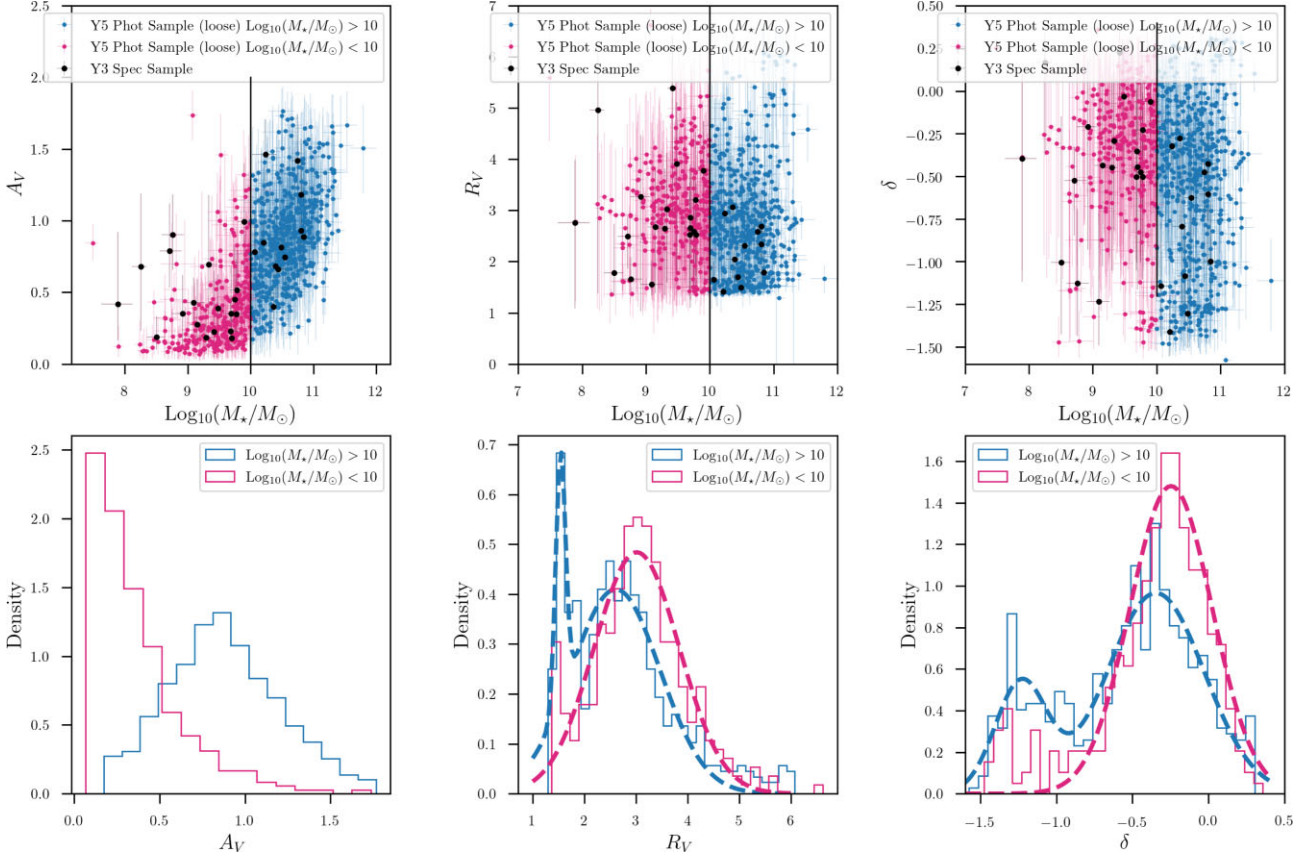 2.5
2.0
1.5
1.0
0.5
0.0
A_V
8
9
10
11
12
Log₁₀(M⋆/M☉)
Y5 Phot Sample (loose) Log₁₀(M⋆/M☉) > 10
Y5 Phot Sample (loose) Log₁₀(M⋆/M☉) < 10
Y3 Spec Sample
7
6
5
4
3
2
1
0
R_V
7
8
9
10
11
12
Log₁₀(M⋆/M☉)
Y5 Phot Sample (loose) Log₁₀(M⋆/M☉) > 10
Y5 Phot Sample (loose) Log₁₀(M⋆/M☉) < 10
Y3 Spec Sample
0.50
0.25
0.00
−0.25
−0.50
−0.75
−1.00
−1.25
−1.50
δ
7
8
9
10
11
12
Log₁₀(M⋆/M☉)
Y5 Phot Sample (loose) Log₁₀(M⋆/M☉) > 10
Y5 Phot Sample (loose) Log₁₀(M⋆/M☉) < 10
Y3 Spec Sample
2.5
2.0
1.5
1.0
0.5
0.0
Density
0.0
0.5
1.0
1.5
A_V
Log₁₀(M⋆/M☉) > 10
Log₁₀(M⋆/M☉) < 10
0.7
0.6
0.5
0.4
0.3
0.2
0.1
0.0
Density
1
2
3
4
5
6
R_V
Log₁₀(M⋆/M☉) > 10
Log₁₀(M⋆/M☉) < 10
1.6
1.4
1.2
1.0
0.8
0.6
0.4
0.2
0.0
Density
−1.5
−1.0
−0.5
0.0
0.5
δ
Log₁₀(M⋆/M☉) > 10
Log₁₀(M⋆/M☉) < 10